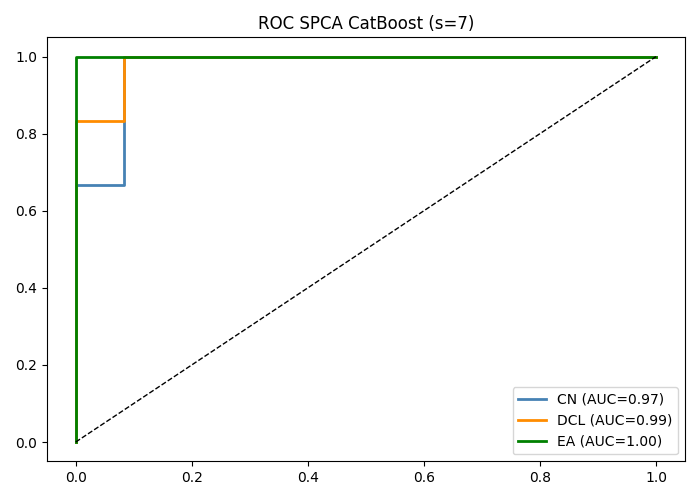 ROC SPCA CatBoost (s=7)
1.0
0.8
0.6
0.4
0.2
0.0
0.0 0.2 0.4 0.6 0.8 1.0
CN (AUC=0.97)
DCL (AUC=0.99)
EA (AUC=1.00)